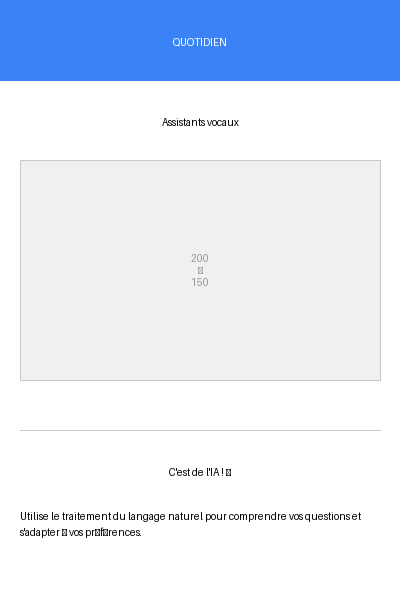 QUOTIDIEN
Assistants vocaux
200
▯
150
C'est de l'IA ! ▯
Utilise le traitement du langage naturel pour comprendre vos questions et
s'adapter ▯ vos pr▯f▯rences.